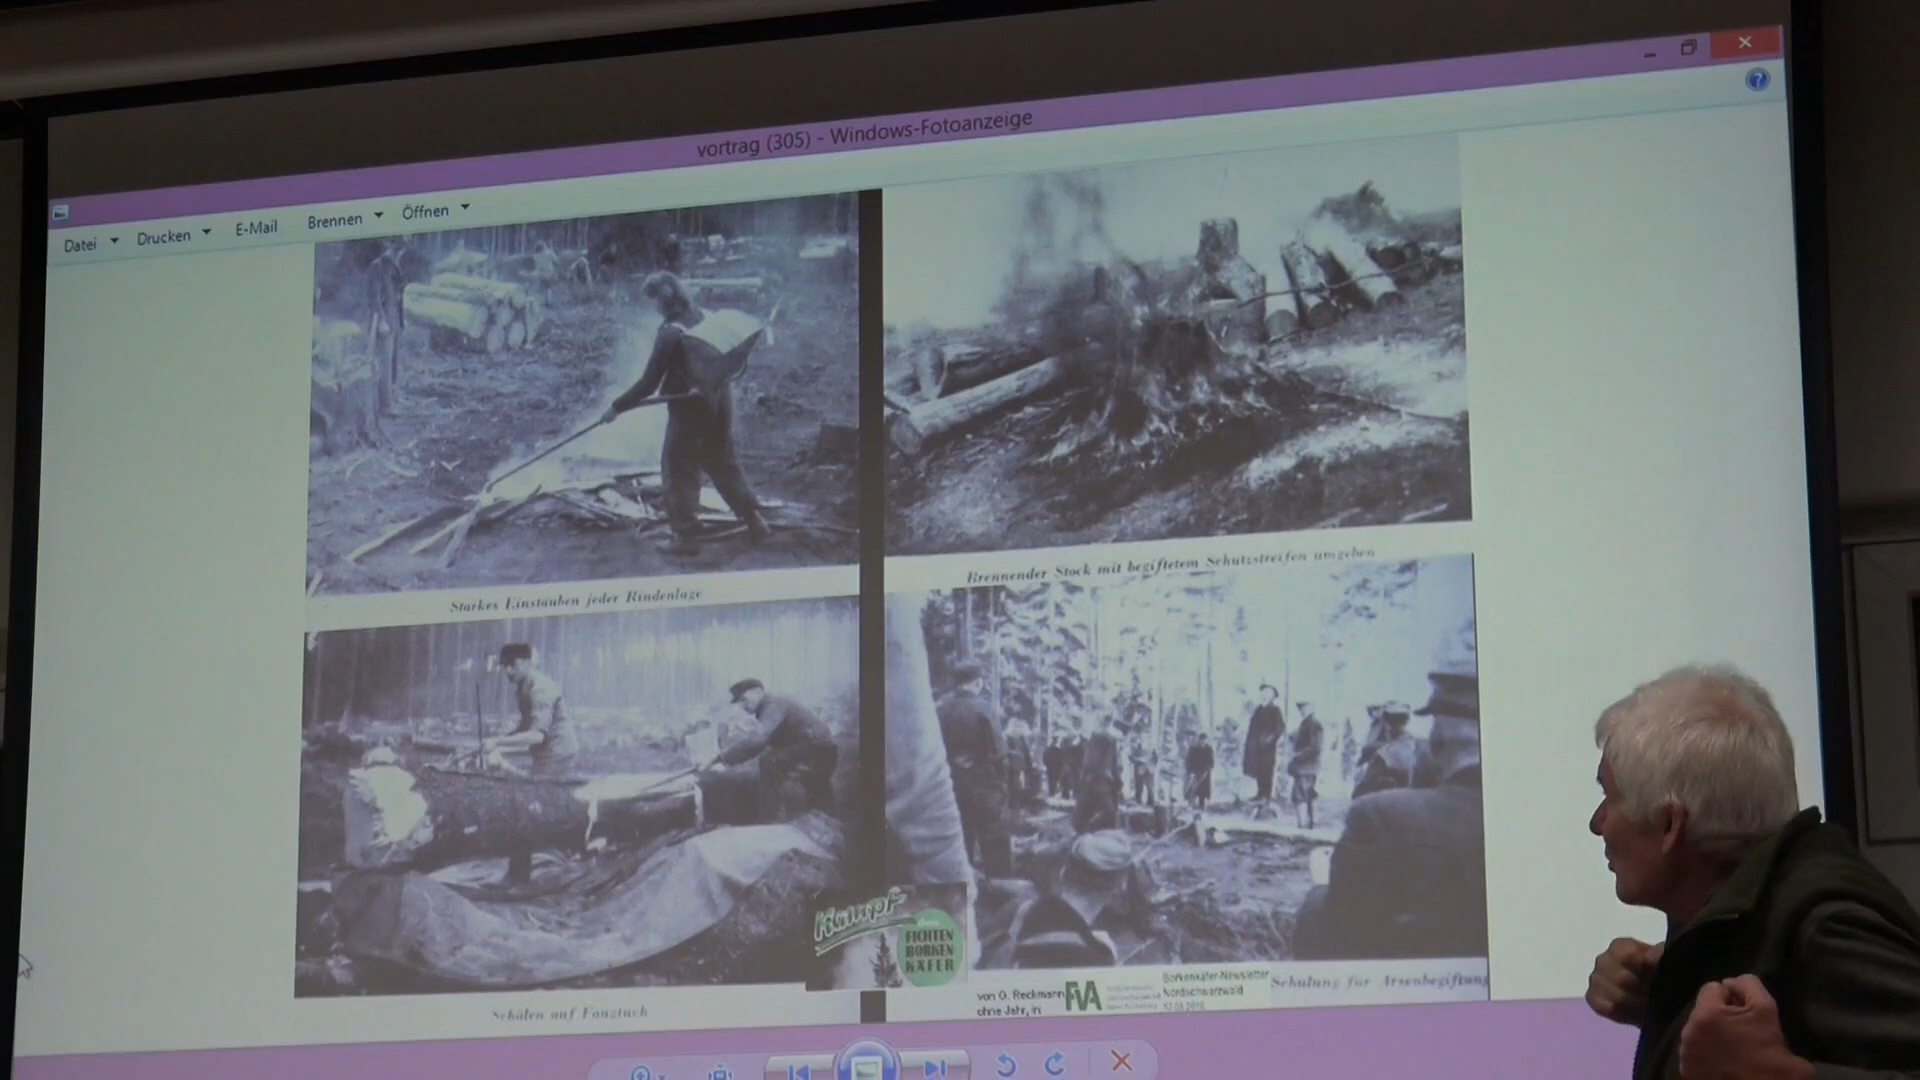 vortrag (305) - Windows-Fotoanzeige
Datei
Drucken
E-Mail
Brennen
Öffnen
Starkes Einstäuben jeder Rindenlage
Brennender Stock mit begiftetem Schutzstreifen umgeben
Schälen auf Fangtuch
Kampf
FICHTEN
BORKEN
KÄFER
von G. Reckmann
ohne Jahr, in:
FVA
Borkenkäfer-Newsletter
Nordschwarzwald
Schulung für Arsenbegiftung